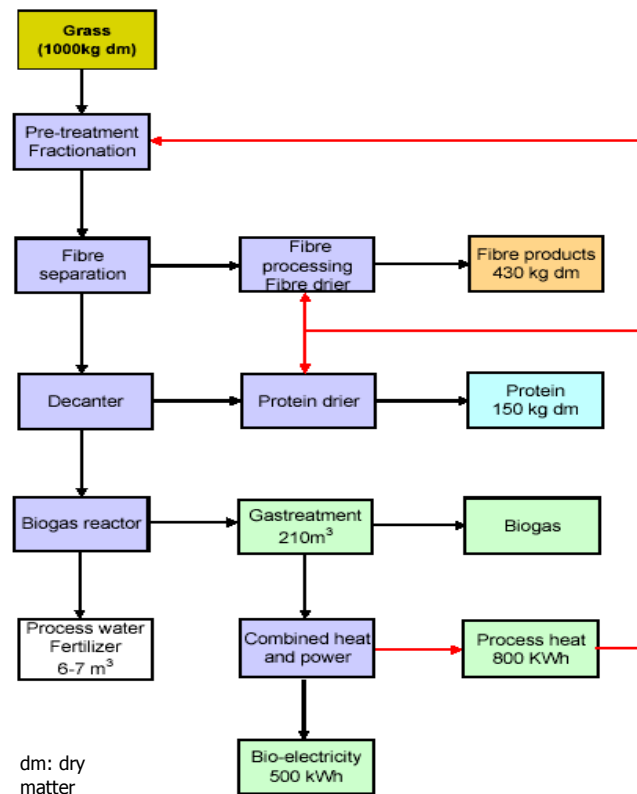 Grass
(1000kg dm)
Pre-treatment
Fractionation
Fibre
separation
Fibre
processing
Fibre drier
Fibre products
430 kg dm
Decanter
Protein drier
Protein
150 kg dm
Biogas reactor
Gastreatment
210m³
Biogas
Process water
Fertilizer
6-7 m³
Combined heat
and power
Process heat
800 KWh
Bio-electricity
500 kWh
dm: dry
matter